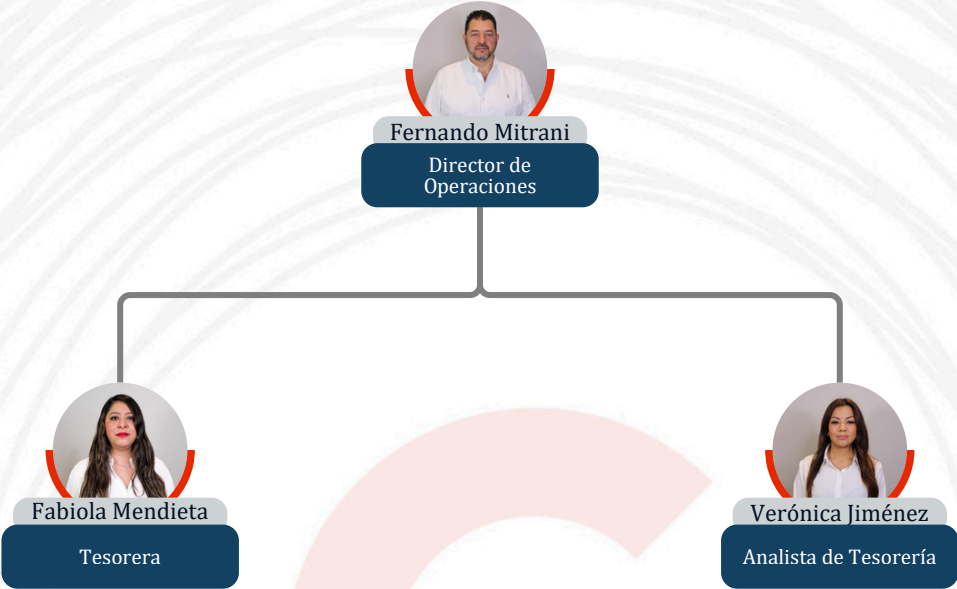 Fernando Mitrani
Director de
Operaciones
Fabiola Mendieta
Tesorera
Verónica Jiménez
Analista de Tesorería